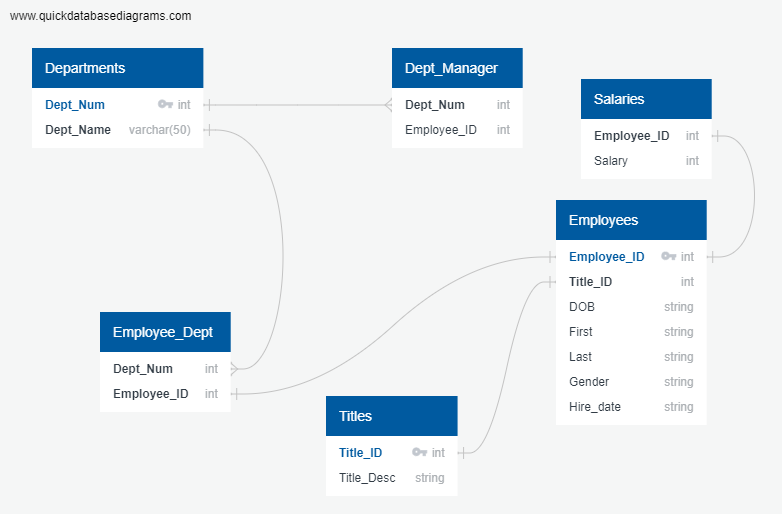 www.quickdatabasediagrams.com
Departments
Dept_Num int
Dept_Name varchar(50)
Dept_Manager
Dept_Num int
Employee_ID int
Salaries
Employee_ID int
Salary int
Employees
Employee_ID int
Title_ID int
DOB string
First string
Last string
Gender string
Hire_date string
Employee_Dept
Dept_Num int
Employee_ID int
Titles
Title_ID int
Title_Desc string